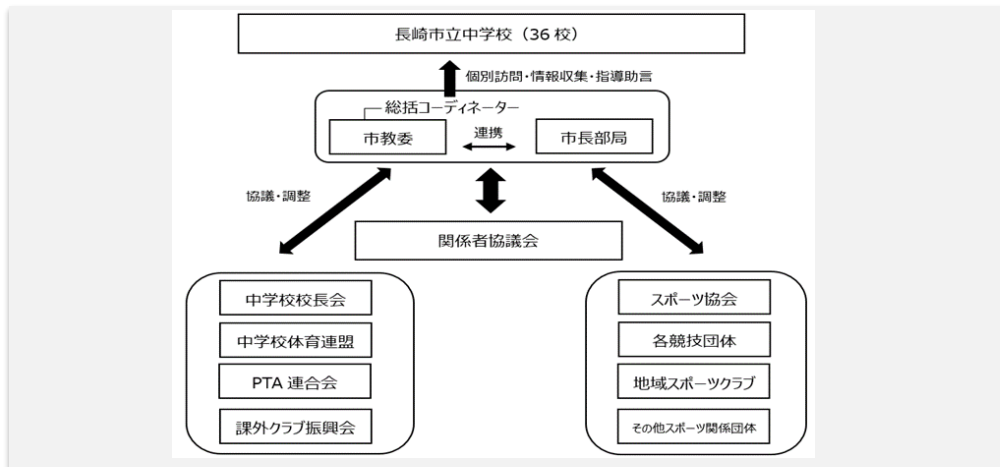 長崎市立中学校（36 校）
個別訪問・情報収集・指導助言
総括コーディネーター
市教委
連携
市長部局
協議・調整
協議・調整
関係者協議会
中学校校長会
中学校体育連盟
PTA 連合会
課外クラブ振興会
スポーツ協会
各競技団体
地域スポーツクラブ
その他スポーツ関係団体